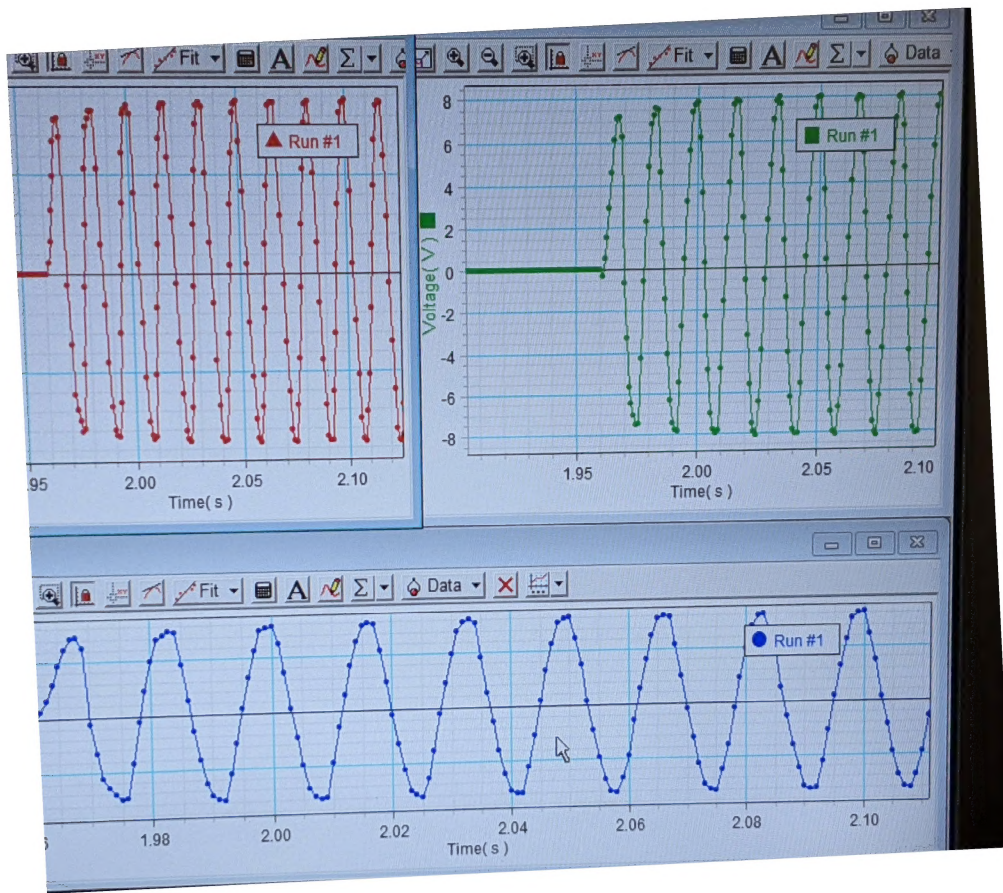 Fit A Σ
Run #1
.95 2.00 2.05 2.10
Time( s )
Fit A Σ Data
8
6
4
2
0
-2
-4
-6
-8
Voltage( V )
Run #1
1.95 2.00 2.05 2.10
Time( s )
Fit A Σ Data
Run #1
1.98 2.00 2.02 2.04 2.06 2.08 2.10
Time( s )